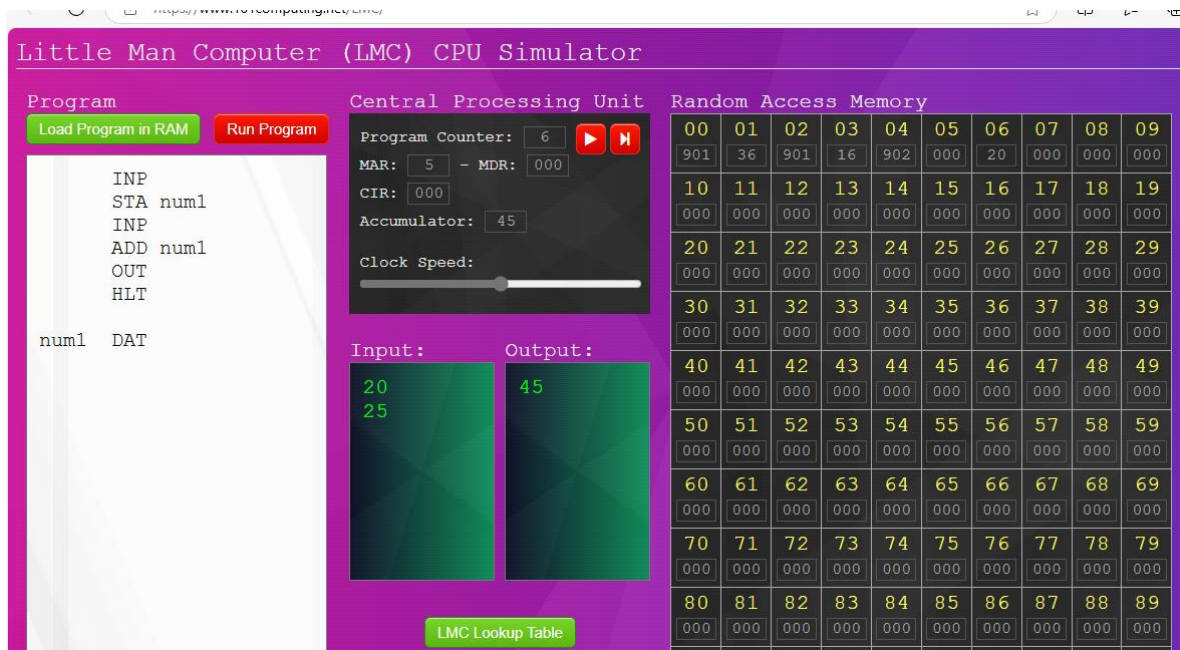 Little Man Computer (LMC) CPU Simulator
Program
Load Program in RAM Run Program
INP
STA num1
INP
ADD num1
OUT
HLT
num1 DAT
Central Processing Unit
Program Counter: 6
MAR: 5 - MDR: 000
CIR: 000
Accumulator: 45
Clock Speed:
Input: Output:
20 45
25
LMC Lookup Table
Random Access Memory
00 01 02 03 04 05 06 07 08 09
901 36 901 16 902 000 20 000 000 000
10 11 12 13 14 15 16 17 18 19
000 000 000 000 000 000 000 000 000 000
20 21 22 23 24 25 26 27 28 29
000 000 000 000 000 000 000 000 000 000
30 31 32 33 34 35 36 37 38 39
000 000 000 000 000 000 000 000 000 000
40 41 42 43 44 45 46 47 48 49
000 000 000 000 000 000 000 000 000 000
50 51 52 53 54 55 56 57 58 59
000 000 000 000 000 000 000 000 000 000
60 61 62 63 64 65 66 67 68 69
000 000 000 000 000 000 000 000 000 000
70 71 72 73 74 75 76 77 78 79
000 000 000 000 000 000 000 000 000 000
80 81 82 83 84 85 86 87 88 89
000 000 000 000 000 000 000 000 000 000